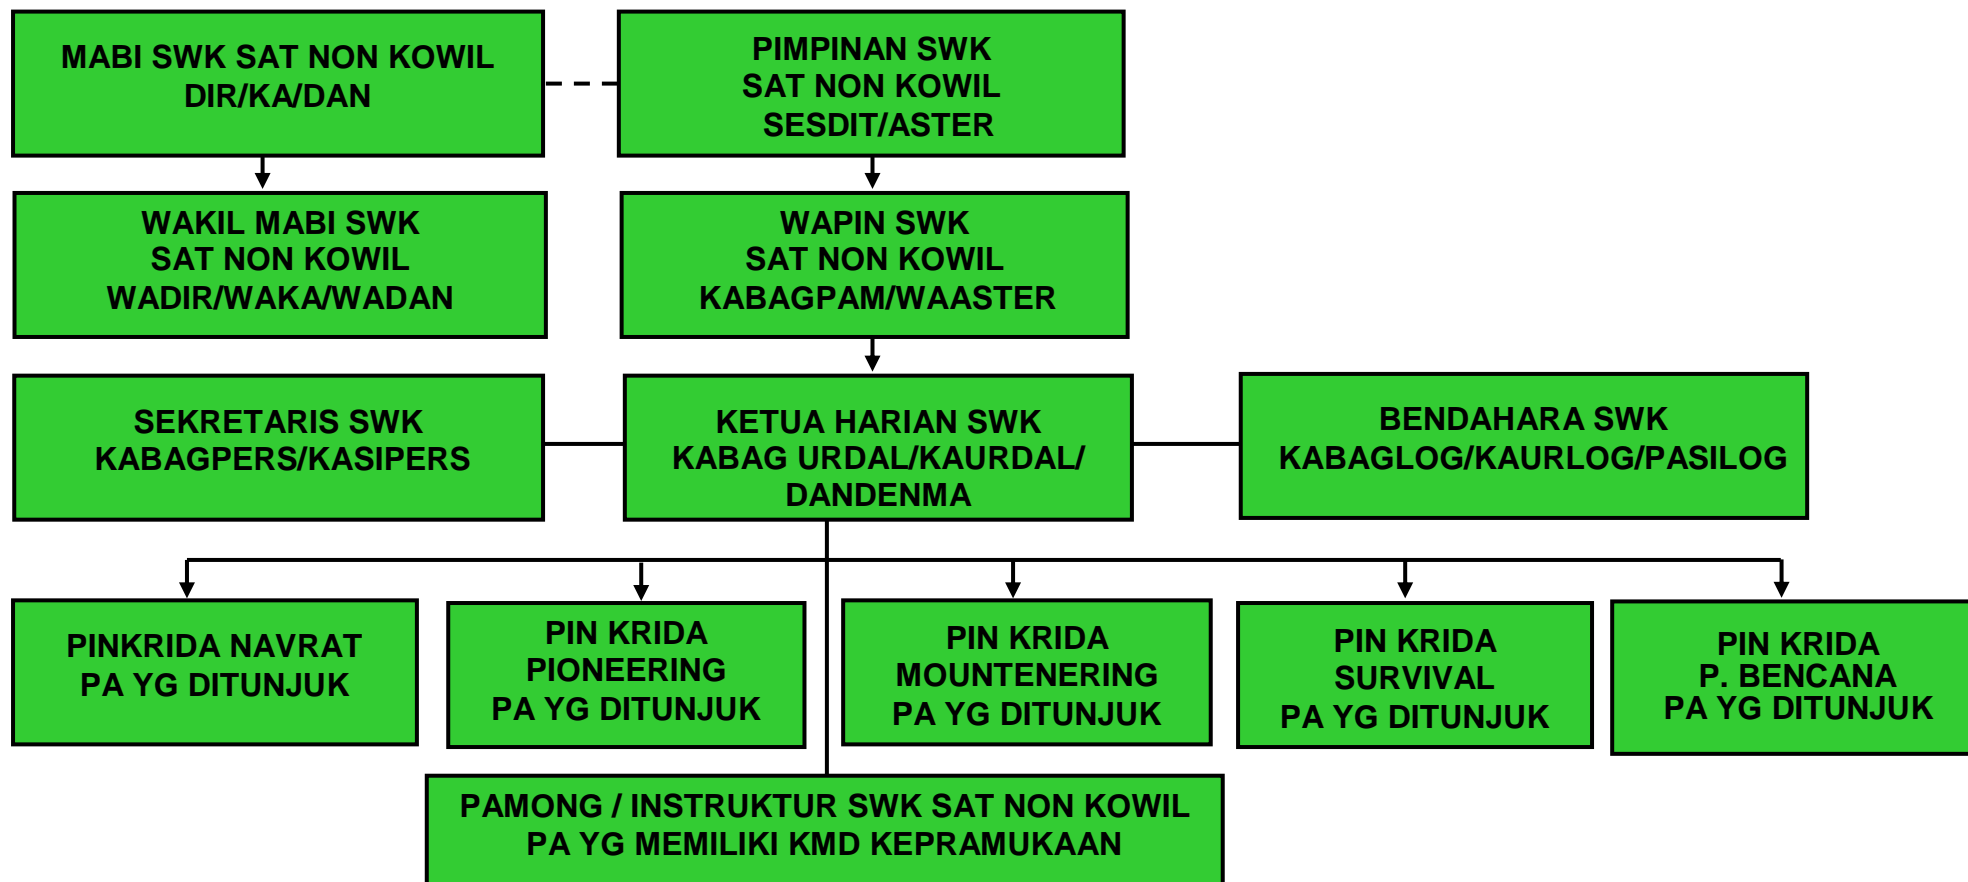 MABI SWK SAT NON KOWIL
DIR/KA/DAN
PIMPINAN SWK
SAT NON KOWIL
SESDIT/ASTER
WAKIL MABI SWK
SAT NON KOWIL
WADIR/WAKA/WADAN
WAPIN SWK
SAT NON KOWIL
KABAGPAM/WAASTER
SEKRETARIS SWK
KABAGPERS/KASIPERS
KETUA HARIAN SWK
KABAG URDAL/KAURDAL/
DANDENMA
BENDAHARA SWK
KABAGLOG/KAURLOG/PASILOG
PINKRIDA NAVRAT
PA YG DITUNJUK
PIN KRIDA
PIONEERING
PA YG DITUNJUK
PIN KRIDA
MOUNTENERING
PA YG DITUNJUK
PIN KRIDA
SURVIVAL
PA YG DITUNJUK
PIN KRIDA
P. BENCANA
PA YG DITUNJUK
PAMONG / INSTRUKTUR SWK SAT NON KOWIL
PA YG MEMILIKI KMD KEPRAMUKAAN